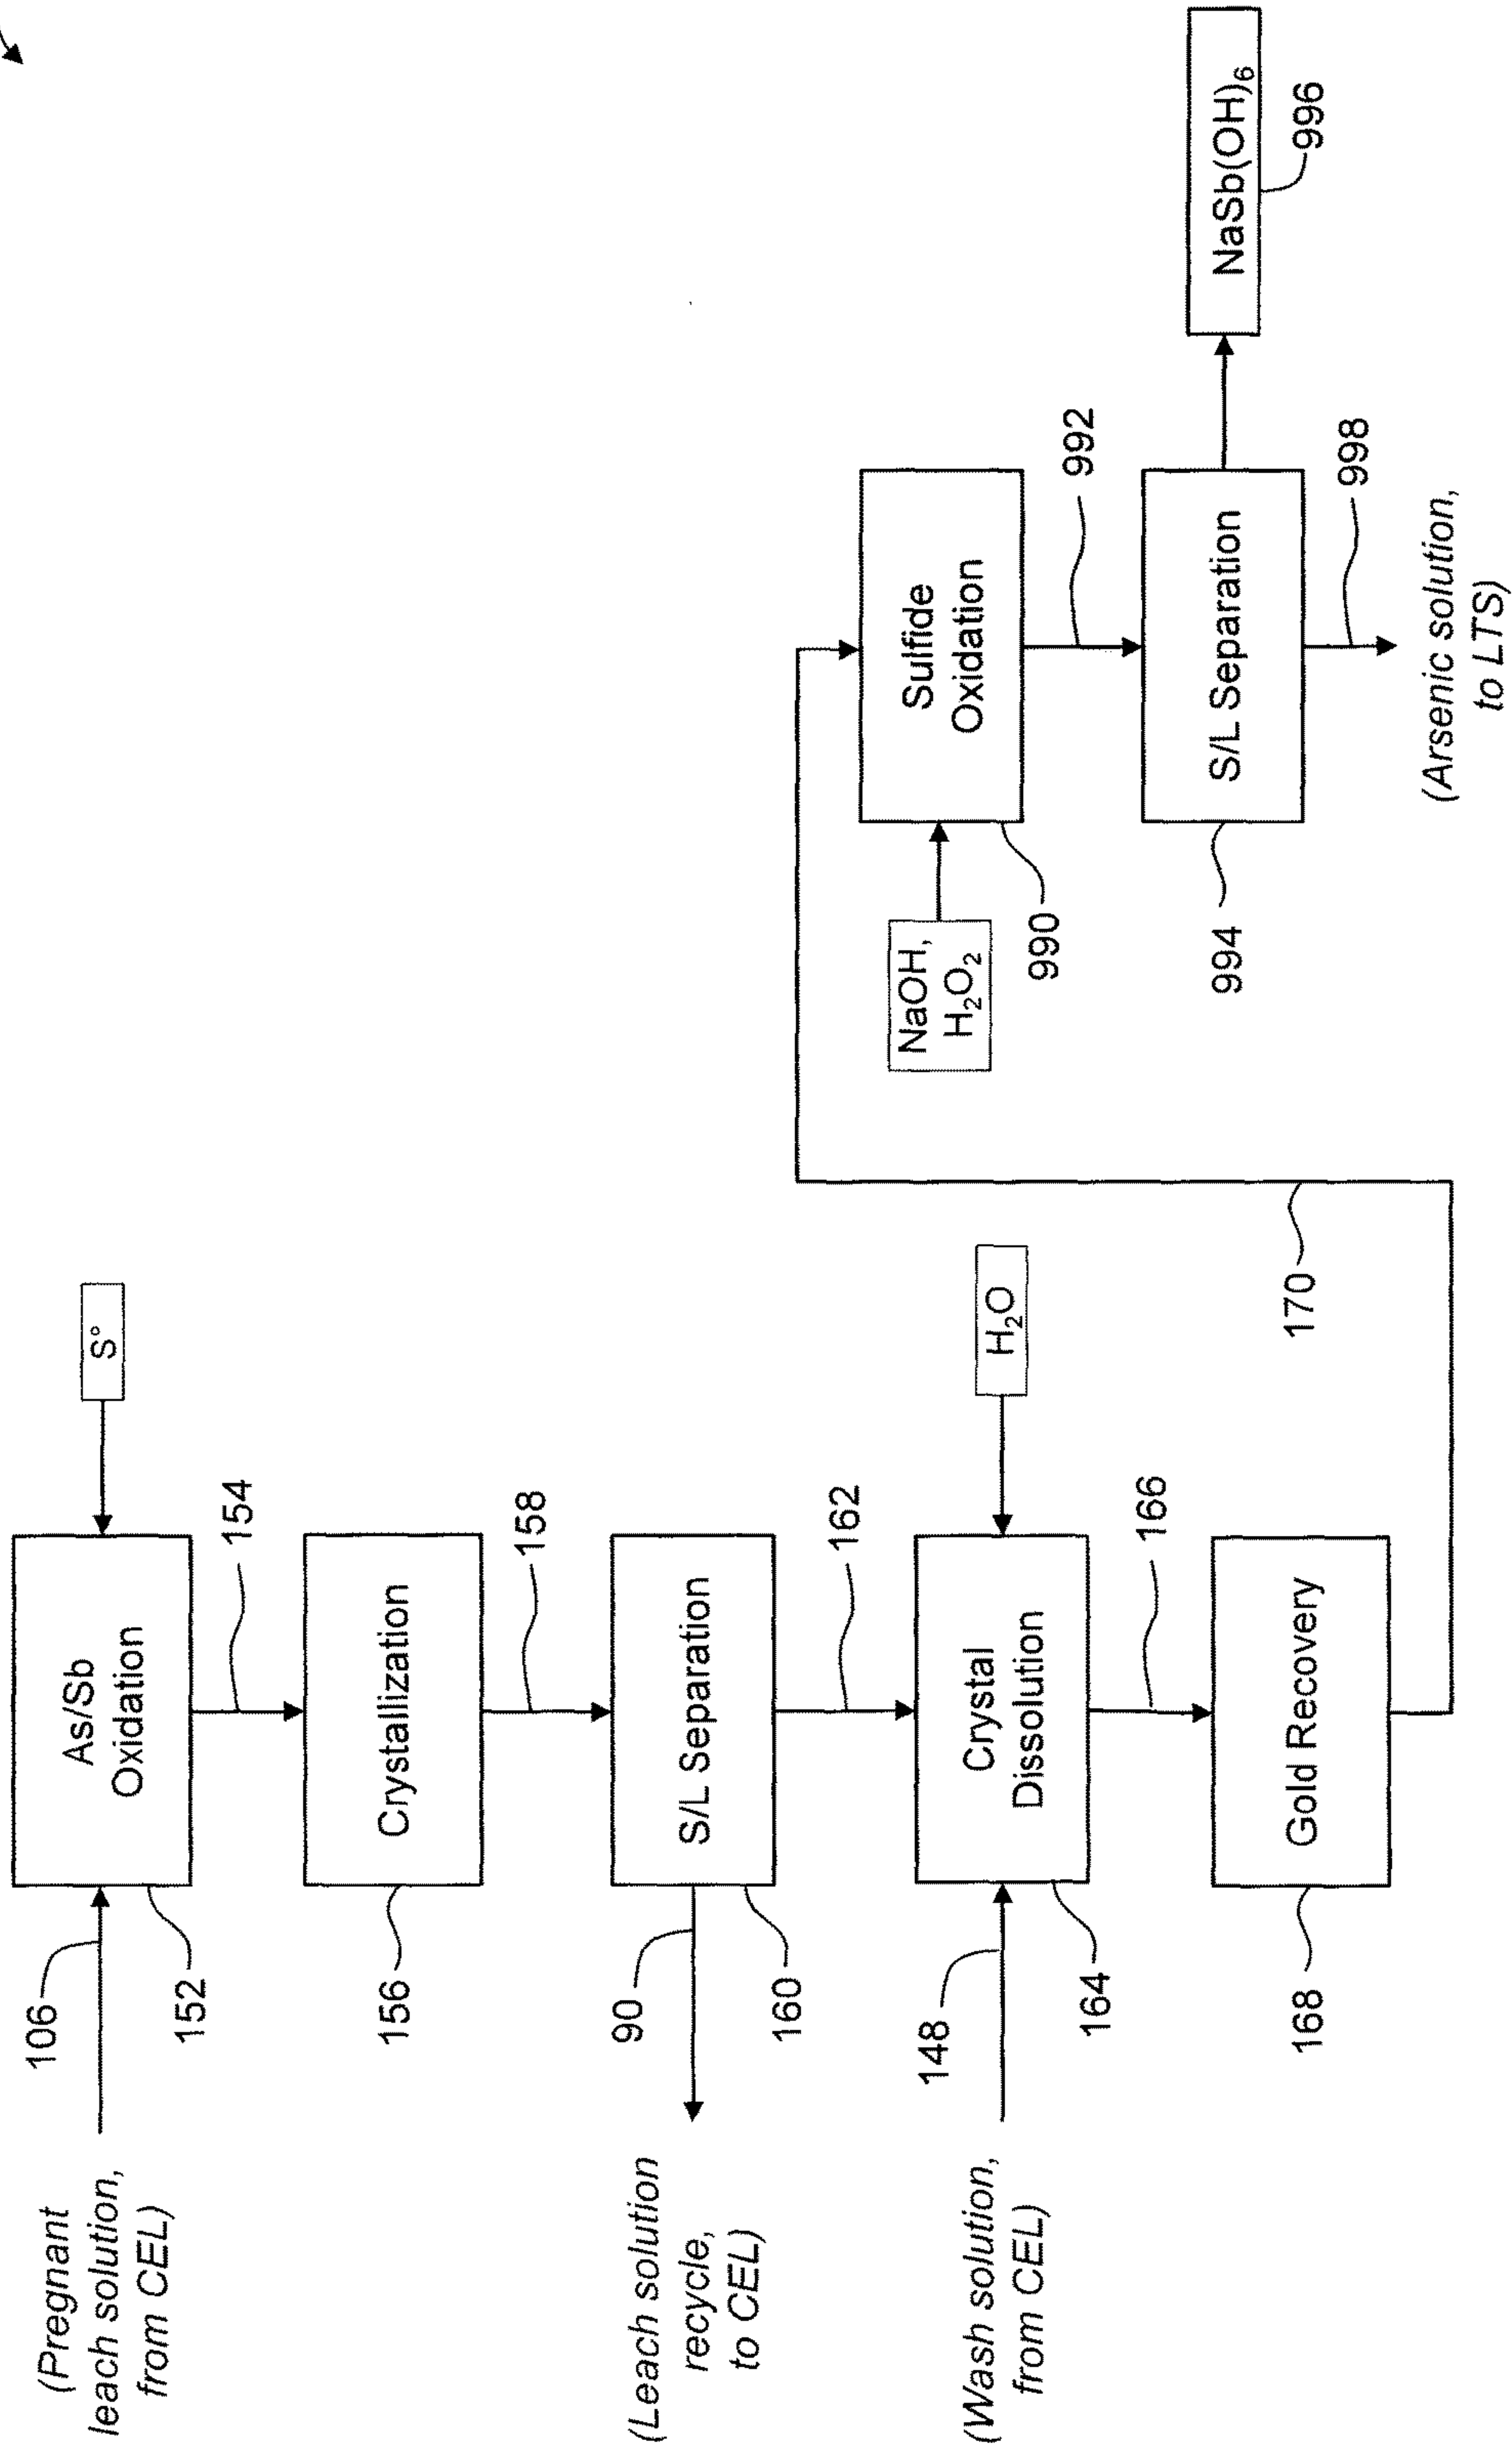 (Pregnant
leach solution,
from CEL)
106
152
As/Sb
Oxidation
S°
154
156
Crystallization
158
(Leach solution
recycle,
to CEL)
90
160
S/L Separation
162
(Wash solution,
from CEL)
148
164
Crystal
Dissolution
H₂O
166
168
Gold Recovery
170
NaOH,
H₂O₂
990
Sulfide
Oxidation
992
994
S/L Separation
NaSb(OH)₆
996
998
(Arsenic solution,
to LTS)